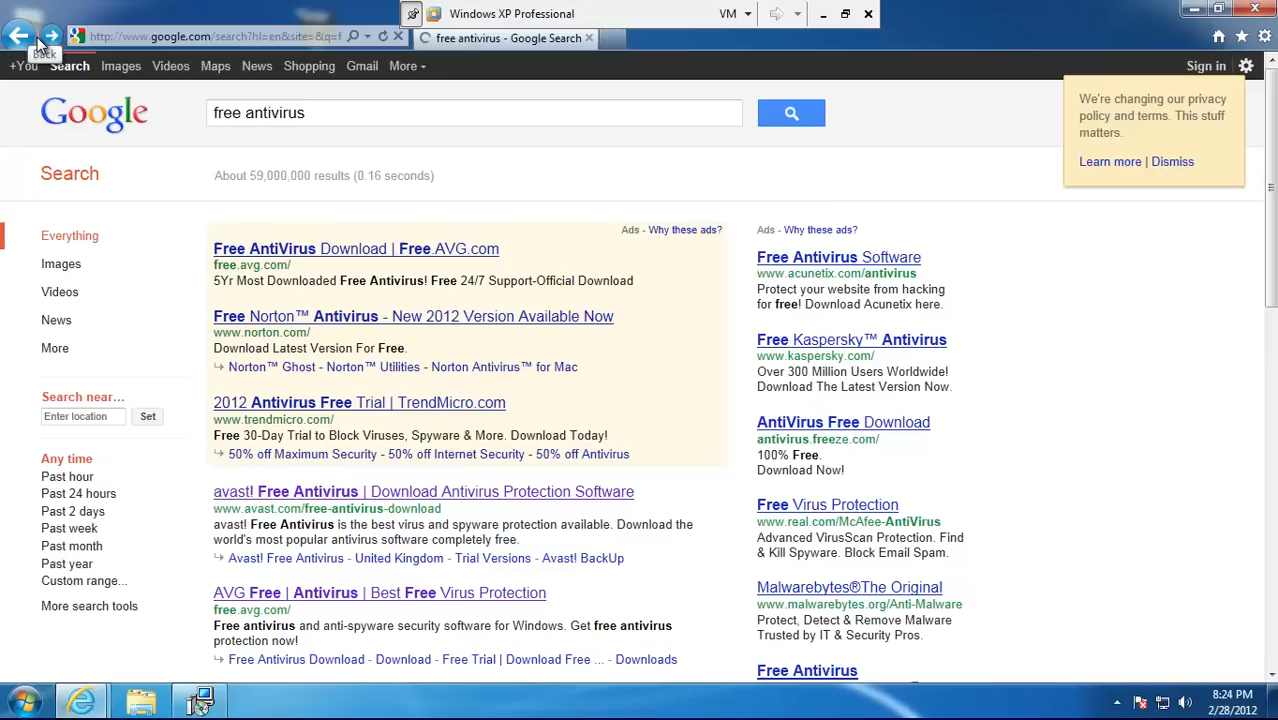 Windows XP Professional
VM
http://www.google.com/search?hl=en&site=&q=f
free antivirus - Google Search
Back
+You Search Images Videos Maps News Shopping Gmail More
Sign in
Google
free antivirus
We're changing our privacy
policy and terms. This stuff
matters.
Learn more | Dismiss
Search
About 59,000,000 results (0.16 seconds)
Everything
Images
Videos
News
More
Search near...
Enter location
Set
Any time
Past hour
Past 24 hours
Past 2 days
Past week
Past month
Past year
Custom range...
More search tools
Ads - Why these ads?
Free AntiVirus Download | Free.AVG.com
free.avg.com/
5Yr Most Downloaded Free Antivirus! Free 24/7 Support-Official Download
Free Norton™ Antivirus - New 2012 Version Available Now
www.norton.com/
Download Latest Version For Free.
Norton™ Ghost - Norton™ Utilities - Norton Antivirus™ for Mac
2012 Antivirus Free Trial | TrendMicro.com
www.trendmicro.com/
Free 30-Day Trial to Block Viruses, Spyware & More. Download Today!
50% off Maximum Security - 50% off Internet Security - 50% off Antivirus
avast! Free Antivirus | Download Antivirus Protection Software
www.avast.com/free-antivirus-download
avast! Free Antivirus is the best virus and spyware protection available. Download the
world's most popular antivirus software completely free.
Avast! Free Antivirus - United Kingdom - Trial Versions - Avast! BackUp
AVG Free | Antivirus | Best Free Virus Protection
free.avg.com/
Free antivirus and anti-spyware security software for Windows. Get free antivirus
protection now!
Free Antivirus Download - Download - Free Trial | Download Free ... - Downloads
Ads - Why these ads?
Free Antivirus Software
www.acunetix.com/antivirus
Protect your website from hacking
for free! Download Acunetix here.
Free Kaspersky™ Antivirus
www.kaspersky.com/
Over 300 Million Users Worldwide!
Download The Latest Version Now.
AntiVirus Free Download
antivirus.freeze.com/
100% Free.
Download Now!
Free Virus Protection
www.real.com/McAfee-AntiVirus
Advanced VirusScan Protection. Find
& Kill Spyware. Block Email Spam.
Malwarebytes®The Original
www.malwarebytes.org/Anti-Malware
Protect, Detect & Remove Malware
Trusted by IT & Security Pros.
Free Antivirus
8:24 PM
2/28/2012